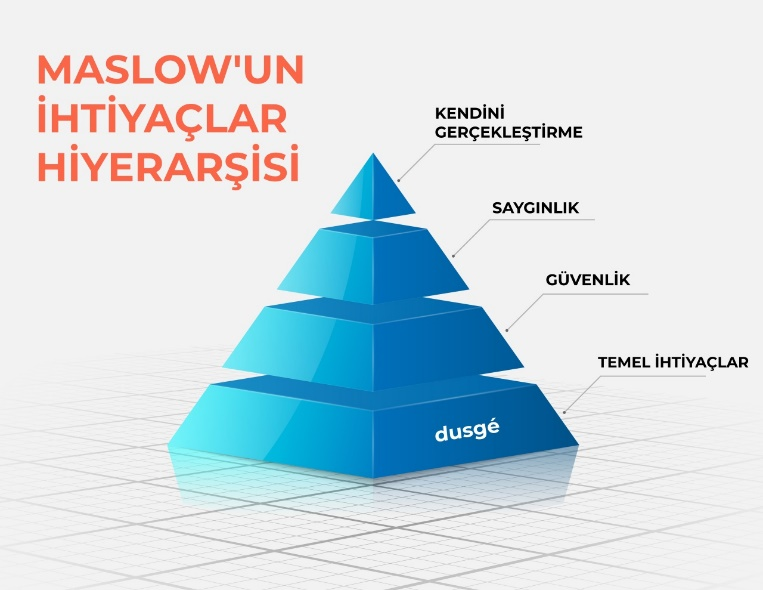 MASLOW'UN
İHTİYAÇLAR
HİYERARŞİSİ
KENDİNİ
GERÇEKLEŞTİRME
SAYGINLIK
GÜVENLİK
TEMEL İHTİYAÇLAR
dusgé